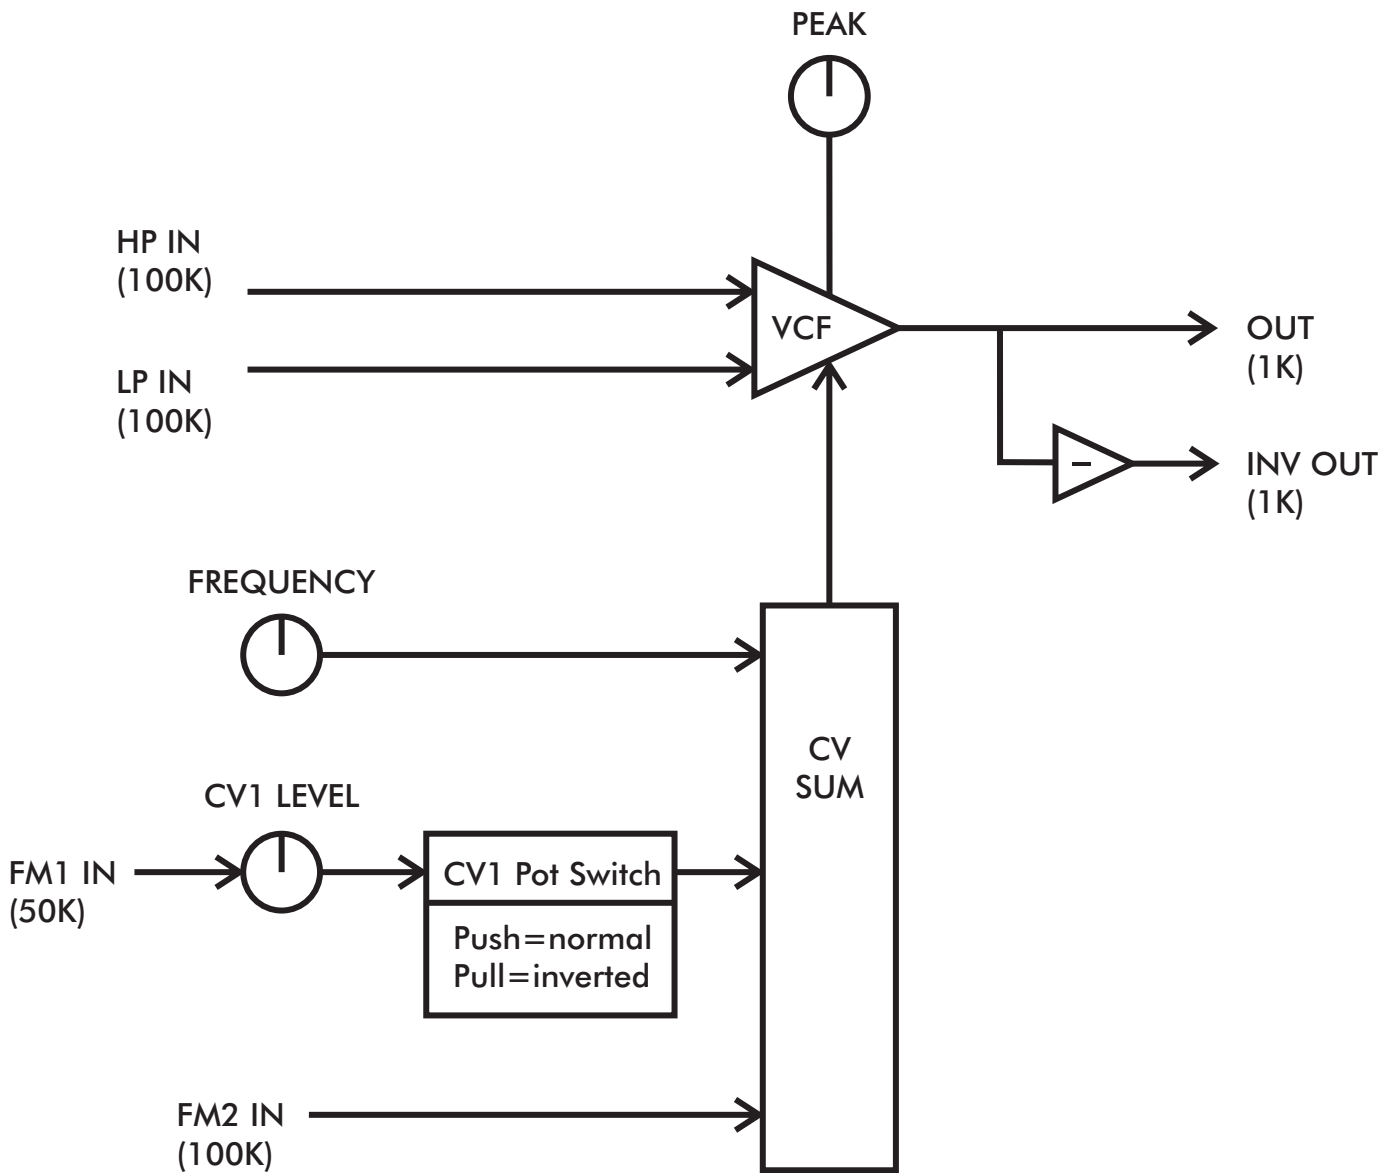 PEAK
HP IN
(100K)
VCF
OUT
(1K)
LP IN
(100K)
–
INV OUT
(1K)
FREQUENCY
CV
SUM
CV1 LEVEL
FM1 IN
(50K)
CV1 Pot Switch
Push=normal
Pull=inverted
FM2 IN
(100K)